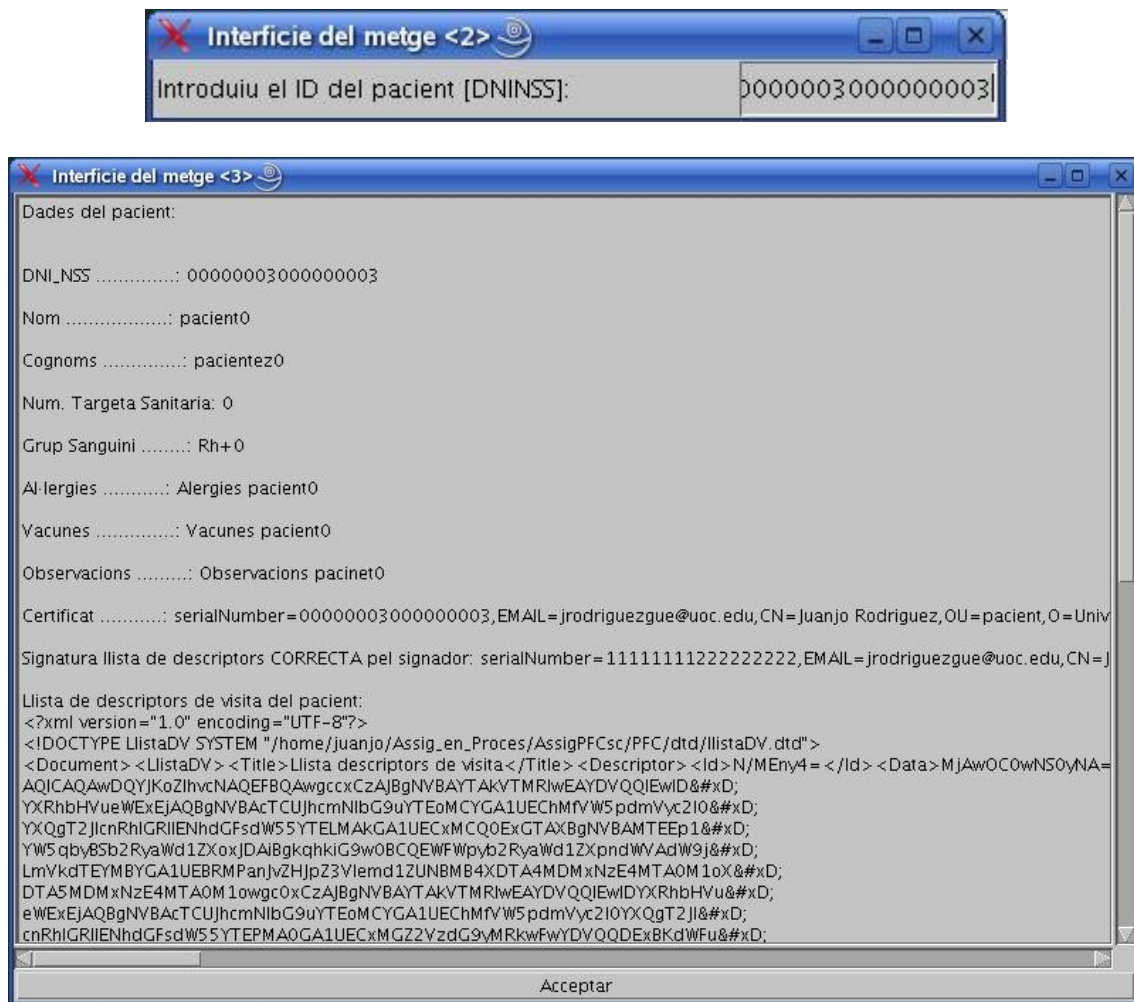 Interficie del metge <2>
Introduiu el ID del pacient [DNINSS]: 0000003000000003
Interficie del metge <3>
Dades del pacient:
DNI_NSS ..............: 00000003000000003
Nom ..................: pacient0
Cognoms ..............: pacientez0
Num. Targeta Sanitaria: 0
Grup Sanguini ........: Rh+0
Al·lergies ...........: Alergies pacient0
Vacunes ..............: Vacunes pacient0
Observacions .........: Observacions pacinet0
Certificat ...........: serialNumber=00000003000000003,EMAIL=jrodriguezgue@uoc.edu,CN=Juanjo Rodriguez,OU=pacient,O=Univ
Signatura llista de descriptors CORRECTA pel signador: serialNumber=11111111222222222,EMAIL=jrodriguezgue@uoc.edu,CN=J
Llista de descriptors de visita del pacient:
<?xml version="1.0" encoding="UTF-8"?>
<!DOCTYPE LlistaDV SYSTEM "/home/juanjo/Assig_en_Proces/AssigPFCsc/PFC/dtd/llistaDV.dtd">
<Document><LlistaDV><Title>Llista descriptors de visita</Title><Descriptor><Id>N/MEny4=</Id><Data>MjAwOC0wNS0yNA=
AQICAQAwDQYJKoZIhvcNAQEFBQAwgccxCzAJBgNVBAYTAkVTMRIwEAYDVQQIEwlD&#xD;
YXRhbHVueWExEjAQBgNVBAcTCUJhcmNlbG9uYTEoMCYGA1UEChMfVW5pdmVyc2l0&#xD;
YXQgT2JlcnRhIGRlIENhdGFsdW55YTELMAkGA1UECxMCQ0ExGTAXBgNVBAMTEEp1&#xD;
YW5qbyBSb2RyaWd1ZXoxJDAiBgkqhkiG9w0BCQEWFWpyb2RyaWd1ZXpndWVAdW9j&#xD;
LmVkdTEYMBYGA1UEBRMPanJvZHJpZ3Vlemd1ZUNBMB4XDTA4MDMxNzE4MTA0M1oX&#xD;
DTA5MDMxNzE4MTA0M1owgc0xCzAJBgNVBAYTAkVTMRIwEAYDVQQIEwlDYXRhbHVu&#xD;
eWExEjAQBgNVBAcTCUJhcmNlbG9uYTEoMCYGA1UEChMfVW5pdmVyc2l0YXQgT2Jl&#xD;
cnRhIGRlIENhdGFsdW55YTEPMA0GA1UECxMGZ2VzdG9yMRkwFwYDVQQDExBKdWFu&#xD;
Acceptar